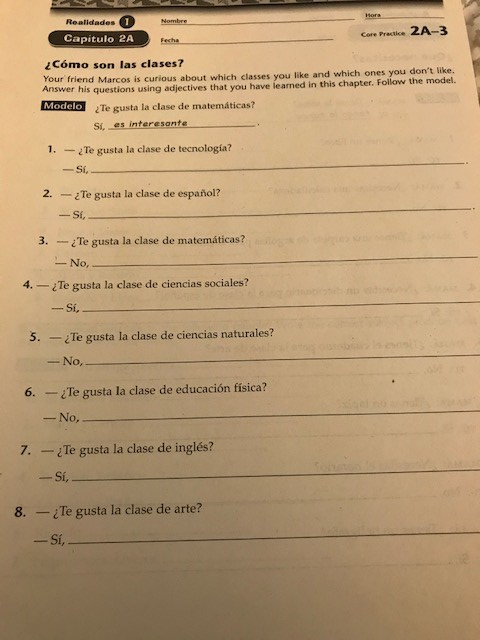 Realidades 1
Nombre
Hora
Capítulo 2A
Fecha
Core Practice 2A–3
¿Cómo son las clases?
Your friend Marcos is curious about which classes you like and which ones you don't like.
Answer his questions using adjectives that you have learned in this chapter. Follow the model.
Modelo ¿Te gusta la clase de matemáticas?
Sí, es interesante.
1. — ¿Te gusta la clase de tecnología?
— Sí, .
2. — ¿Te gusta la clase de español?
— Sí, .
3. — ¿Te gusta la clase de matemáticas?
— No,
4. — ¿Te gusta la clase de ciencias sociales?
— Sí,
5. — ¿Te gusta la clase de ciencias naturales?
— No,
6. — ¿Te gusta la clase de educación física?
— No,
7. — ¿Te gusta la clase de inglés?
— Sí,
8. — ¿Te gusta la clase de arte?
— Sí,